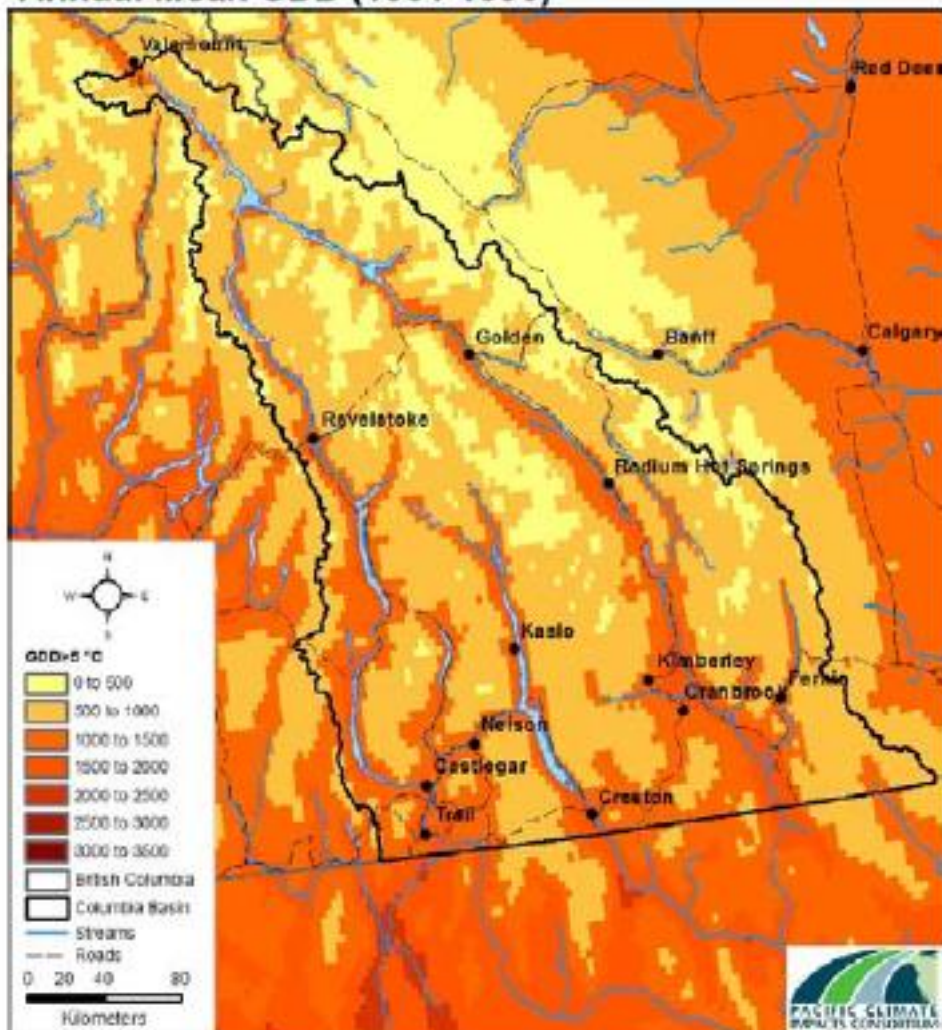 Valemount
Red Deer
Golden
Banff
Calgary
Revelstoke
Radium Hot Springs
Kaslo
Kimberley
Cranbrook
Fernie
Nelson
Castlegar
Creston
Trail
N
W E
S
GDD>5 °C
0 to 500
500 to 1000
1000 to 1500
1500 to 2000
2000 to 2500
2500 to 3000
3000 to 3500
British Columbia
Columbia Basin
Streams
Roads
0 20 40 80
Kilometers
PACIFIC CLIMATE
IMPACTS CONSORTIUM